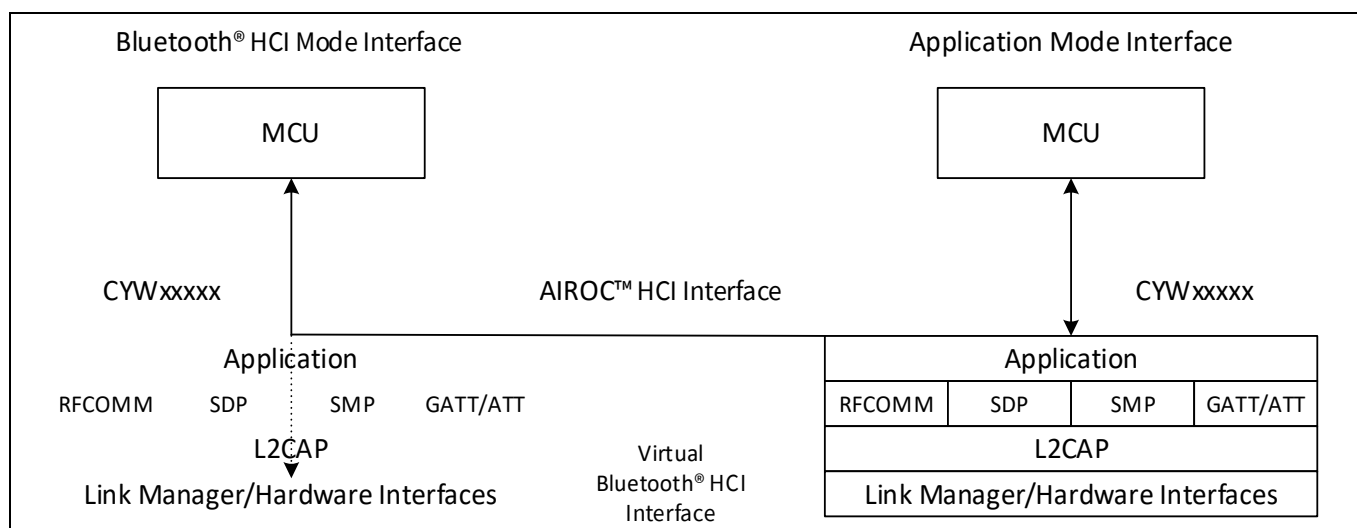 Bluetooth® HCI Mode Interface
Application Mode Interface
MCU
MCU
CYWxxxxx
AIROC™ HCI Interface
CYWxxxxx
Application
Application
RFCOMM SDP SMP GATT/ATT
RFCOMM SDP SMP GATT/ATT
L2CAP
L2CAP
Link Manager/Hardware Interfaces
Virtual
Bluetooth® HCI
Interface
Link Manager/Hardware Interfaces